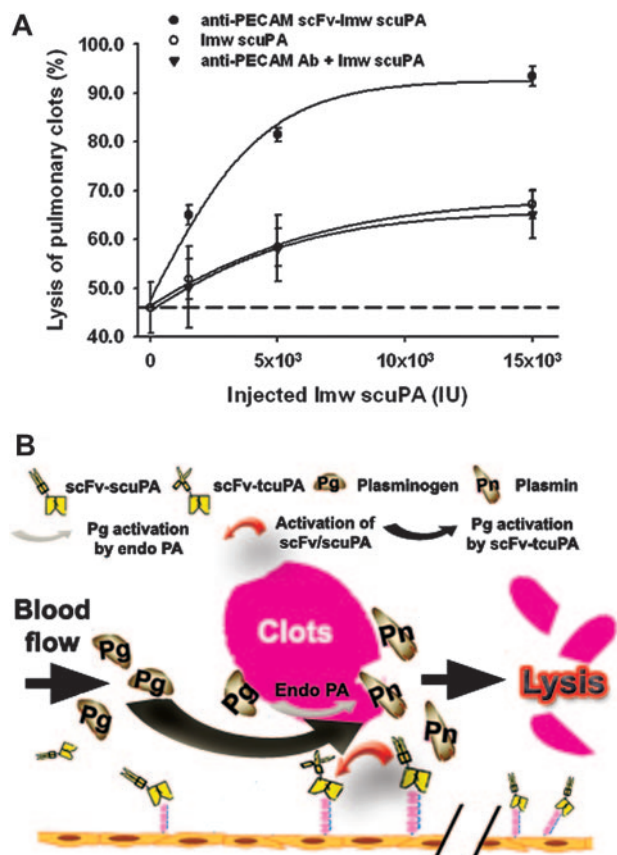 A
anti-PECAM scFv-lmw scuPA
lmw scuPA
anti-PECAM Ab + lmw scuPA
Lysis of pulmonary clots (%)
100.0
90.0
80.0
70.0
60.0
50.0
40.0
0
5x10³
10x10³
15x10³
Injected lmw scuPA (IU)
B
scFv-scuPA
scFv-tcuPA
Pg
Plasminogen
Pn
Plasmin
Pg activation
by endo PA
Activation of
scFv/scuPA
Pg activation
by scFv-tcuPA
Blood
flow
Clots
Pg
Pg
Pg
Pg
Endo PA
Pn
Pn
Pn
Lysis